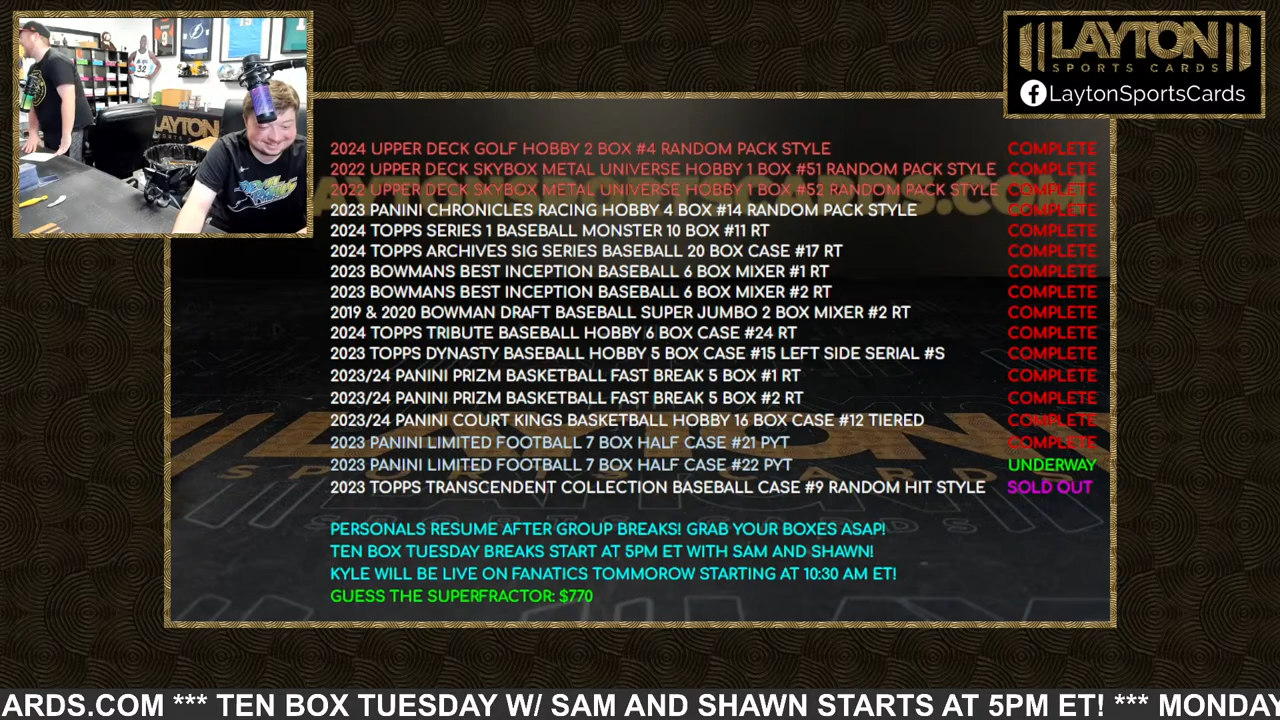 LAYTON
SPORTS CARDS
LaytonSportsCards
32
LAYTON
2024 UPPER DECK GOLF HOBBY 2 BOX #4 RANDOM PACK STYLE COMPLETE
2022 UPPER DECK SKYBOX METAL UNIVERSE HOBBY 1 BOX #51 RANDOM PACK STYLE COMPLETE
2022 UPPER DECK SKYBOX METAL UNIVERSE HOBBY 1 BOX #52 RANDOM PACK STYLE COMPLETE
2023 PANINI CHRONICLES RACING HOBBY 4 BOX #14 RANDOM PACK STYLE COMPLETE
2024 TOPPS SERIES 1 BASEBALL MONSTER 10 BOX #11 RT COMPLETE
2024 TOPPS ARCHIVES SIG SERIES BASEBALL 20 BOX CASE #17 RT COMPLETE
2023 BOWMANS BEST INCEPTION BASEBALL 6 BOX MIXER #1 RT COMPLETE
2023 BOWMANS BEST INCEPTION BASEBALL 6 BOX MIXER #2 RT COMPLETE
2019 & 2020 BOWMAN DRAFT BASEBALL SUPER JUMBO 2 BOX MIXER #2 RT COMPLETE
2024 TOPPS TRIBUTE BASEBALL HOBBY 6 BOX CASE #24 RT COMPLETE
2023 TOPPS DYNASTY BASEBALL HOBBY 5 BOX CASE #15 LEFT SIDE SERIAL #S COMPLETE
2023/24 PANINI PRIZM BASKETBALL FAST BREAK 5 BOX #1 RT COMPLETE
2023/24 PANINI PRIZM BASKETBALL FAST BREAK 5 BOX #2 RT COMPLETE
2023/24 PANINI COURT KINGS BASKETBALL HOBBY 16 BOX CASE #12 TIERED COMPLETE
2023 PANINI LIMITED FOOTBALL 7 BOX HALF CASE #21 PYT COMPLETE
2023 PANINI LIMITED FOOTBALL 7 BOX HALF CASE #22 PYT UNDERWAY
2023 TOPPS TRANSCENDENT COLLECTION BASEBALL CASE #9 RANDOM HIT STYLE SOLD OUT
PERSONALS RESUME AFTER GROUP BREAKS! GRAB YOUR BOXES ASAP!
TEN BOX TUESDAY BREAKS START AT 5PM ET WITH SAM AND SHAWN!
KYLE WILL BE LIVE ON FANATICS TOMMOROW STARTING AT 10:30 AM ET!
GUESS THE SUPERFRACTOR: $770
ARDS.COM *** TEN BOX TUESDAY W/ SAM AND SHAWN STARTS AT 5PM ET! *** MONDAY